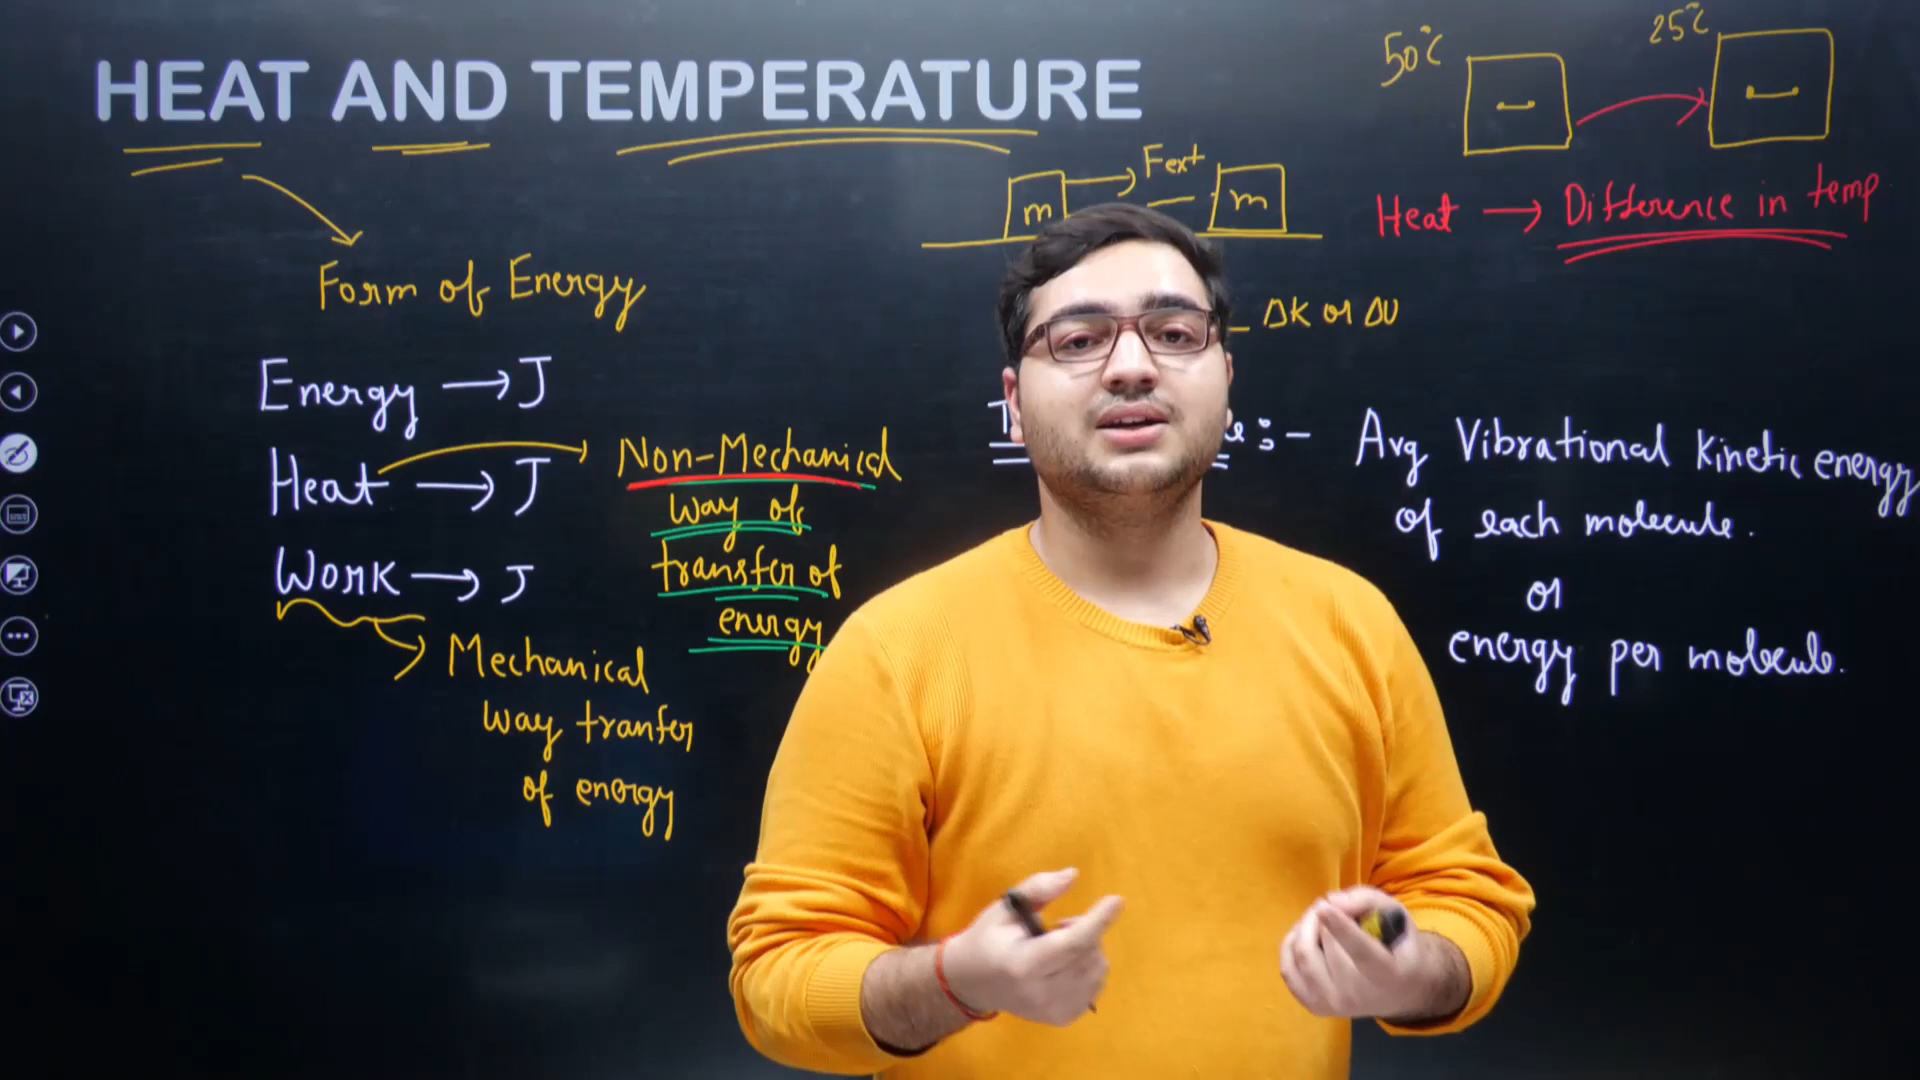 HEAT AND TEMPERATURE
50°C
25°C
Fext
m
m
Heat → Difference in temp
Form of Energy
ΔK or ΔU
Energy → J
Heat → J
Non-Mechanical
way of
transfer of
energy
Work → J
Mechanical
way tranfer
of energy
:- Avg Vibrational Kinetic energy
of each molecule.
or
energy per molecule.